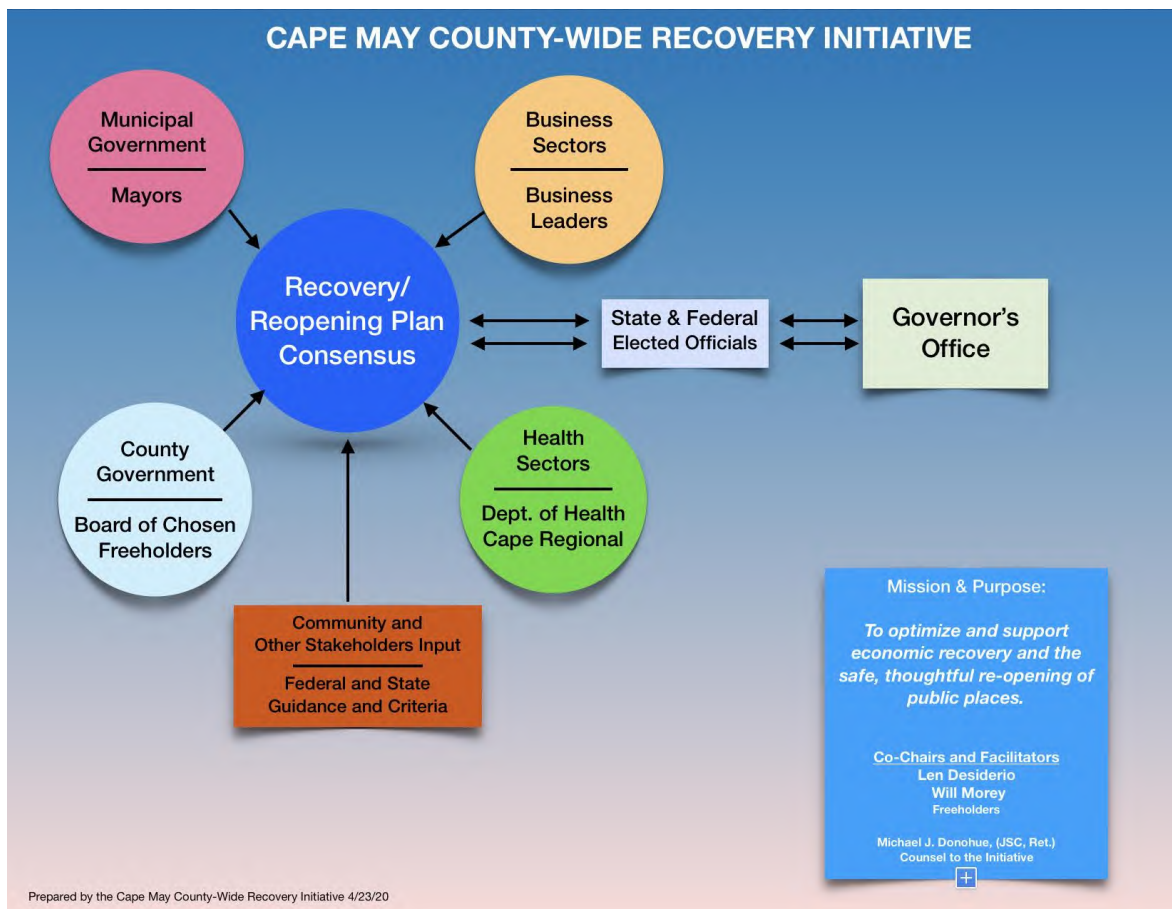 CAPE MAY COUNTY-WIDE RECOVERY INITIATIVE
Municipal
Government
Mayors
Business
Sectors
Business
Leaders
Recovery/
Reopening Plan
Consensus
State & Federal
Elected Officials
Governor's
Office
County
Government
Board of Chosen
Freeholders
Health
Sectors
Dept. of Health
Cape Regional
Community and
Other Stakeholders Input
Federal and State
Guidance and Criteria
Mission & Purpose:
To optimize and support
economic recovery and the
safe, thoughtful re-opening of
public places.
Co-Chairs and Facilitators
Len Desiderio
Will Morey
Freeholders
Michael J. Donohue, (JSC, Ret.)
Counsel to the Initiative
Prepared by the Cape May County-Wide Recovery Initiative 4/23/20